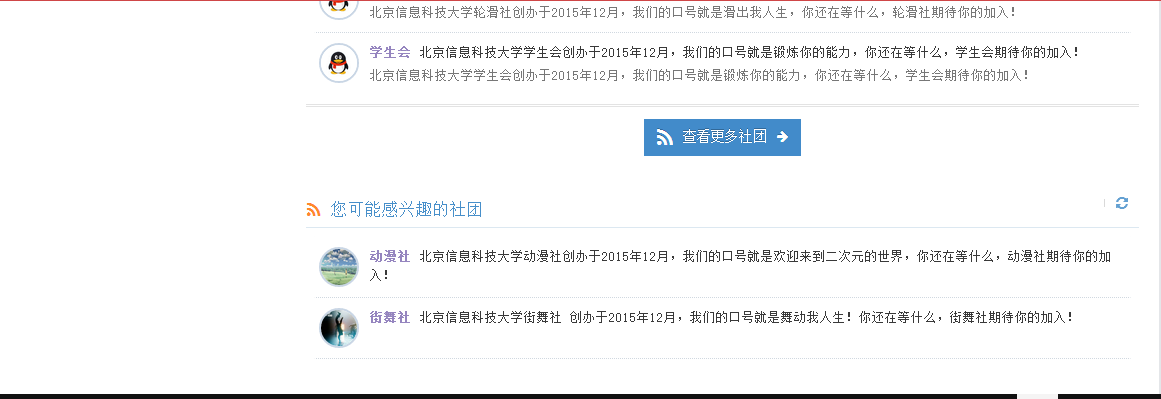 北京信息科技大学轮滑社创办于2015年12月，我们的口号就是滑出我人生，你还在等什么，轮滑社期待你的加入！
学生会 北京信息科技大学学生会创办于2015年12月，我们的口号就是锻炼你的能力，你还在等什么，学生会期待你的加入！
北京信息科技大学学生会创办于2015年12月，我们的口号就是锻炼你的能力，你还在等什么，学生会期待你的加入！
查看更多社团
您可能感兴趣的社团
动漫社 北京信息科技大学动漫社创办于2015年12月，我们的口号就是欢迎来到二次元的世界，你还在等什么，动漫社期待你的加
入！
街舞社 北京信息科技大学街舞社 创办于2015年12月，我们的口号就是舞动我人生！你还在等什么，街舞社期待你的加入！